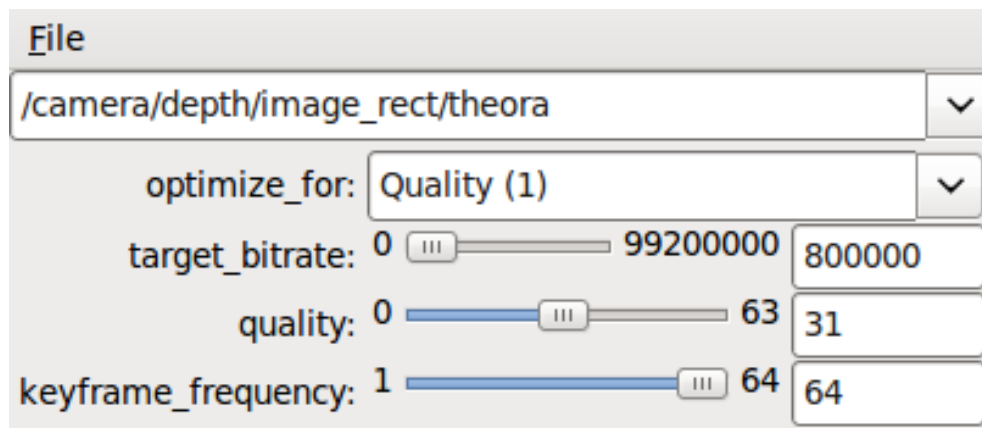 File
/camera/depth/image_rect/theora
optimize_for: Quality (1)
target_bitrate: 0 99200000 800000
quality: 0 63 31
keyframe_frequency: 1 64 64